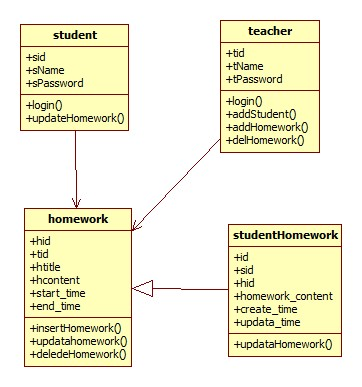 student
+sid
+sName
+sPassword
+login()
+updateHomework()
teacher
+tid
+tName
+tPassword
+login()
+addStudent()
+addHomework()
+delHomework()
homework
+hid
+tid
+htitle
+hcontent
+start_time
+end_time
+insertHomework()
+updatahomework()
+deledeHomework()
studentHomework
+id
+sid
+hid
+homework_content
+create_time
+updata_time
+updataHomework()